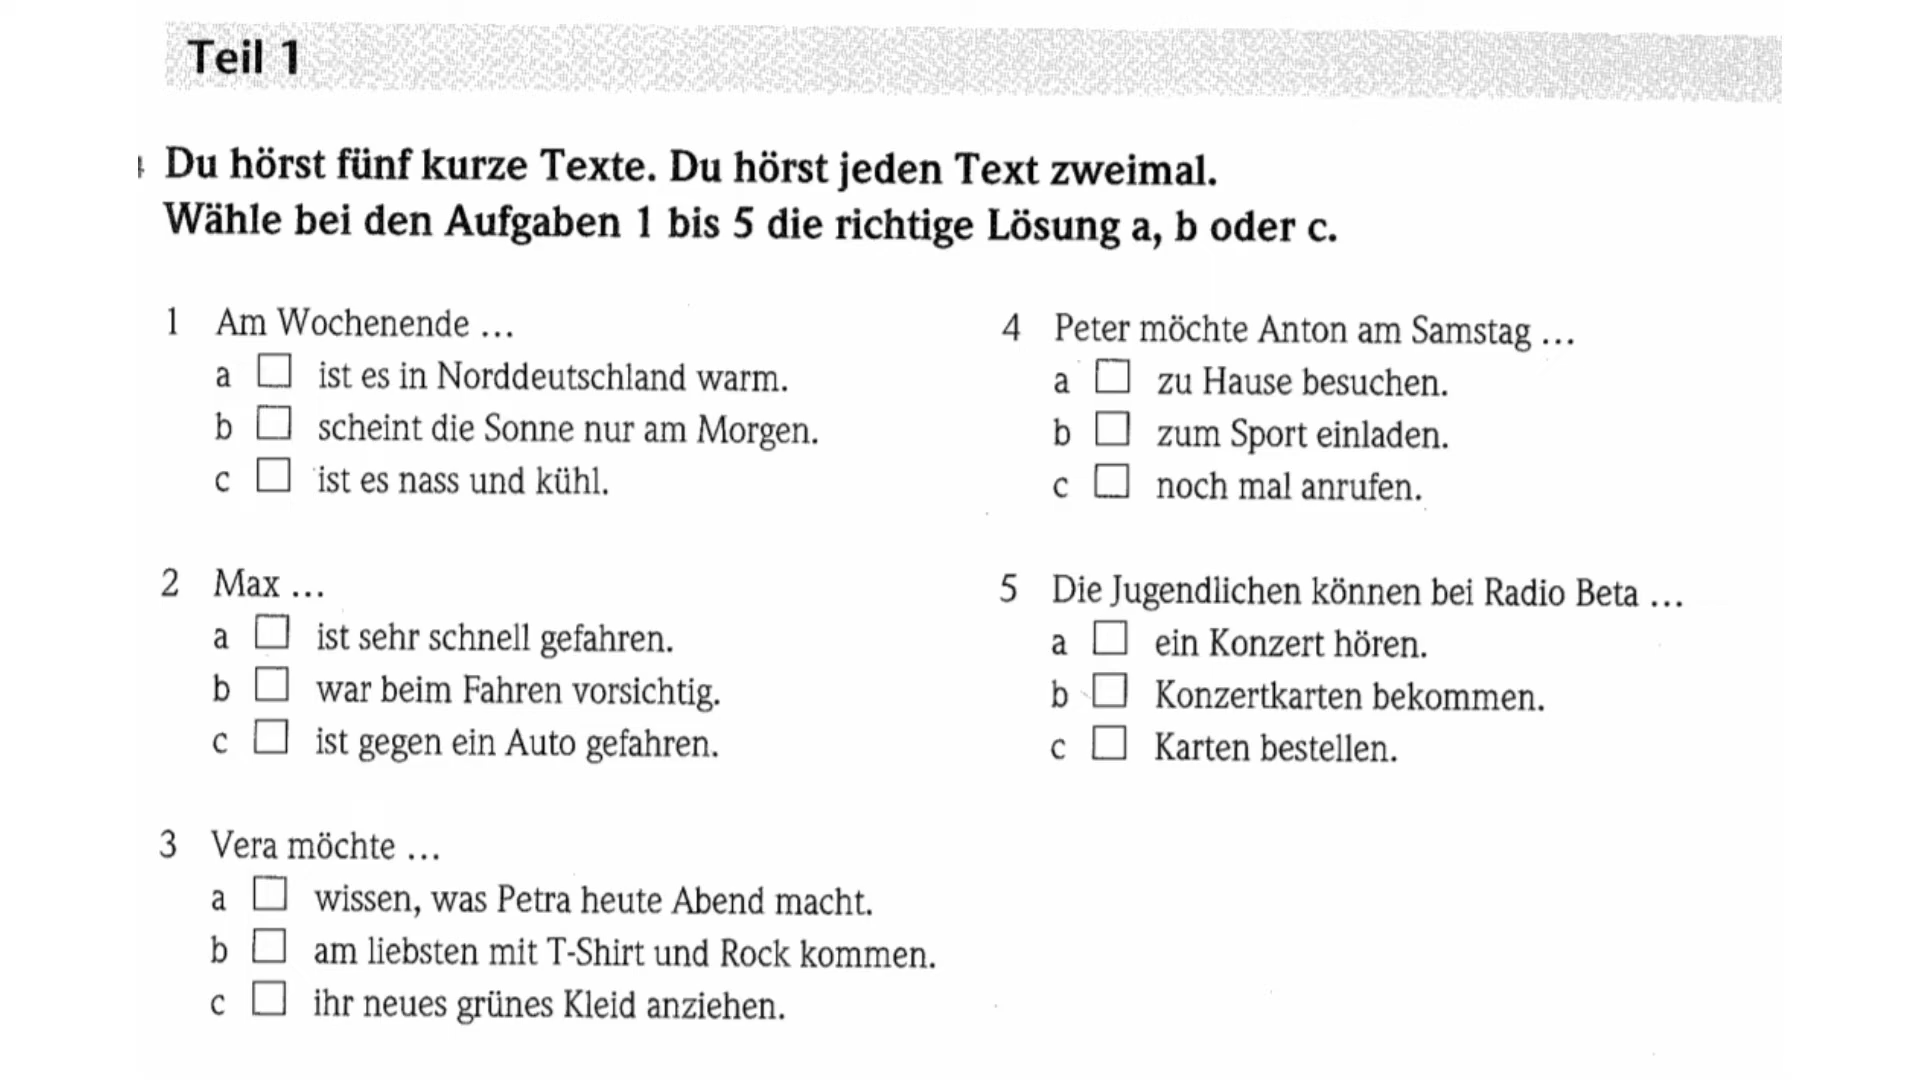 Teil 1
Du hörst fünf kurze Texte. Du hörst jeden Text zweimal.
Wähle bei den Aufgaben 1 bis 5 die richtige Lösung a, b oder c.
1 Am Wochenende ...
a ist es in Norddeutschland warm.
b scheint die Sonne nur am Morgen.
c ist es nass und kühl.
2 Max ...
a ist sehr schnell gefahren.
b war beim Fahren vorsichtig.
c ist gegen ein Auto gefahren.
3 Vera möchte ...
a wissen, was Petra heute Abend macht.
b am liebsten mit T-Shirt und Rock kommen.
c ihr neues grünes Kleid anziehen.
4 Peter möchte Anton am Samstag ...
a zu Hause besuchen.
b zum Sport einladen.
c noch mal anrufen.
5 Die Jugendlichen können bei Radio Beta ...
a ein Konzert hören.
b Konzertkarten bekommen.
c Karten bestellen.